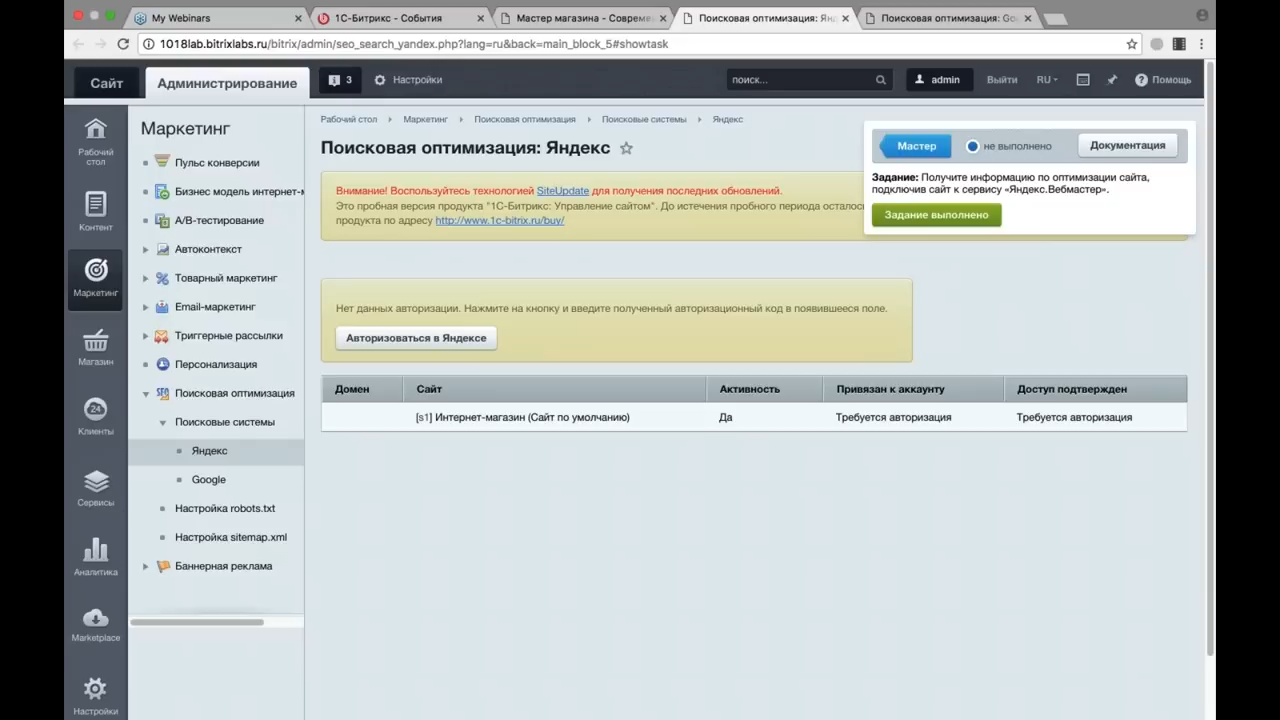 My Webinars
1С-Битрикс - События
Мастер магазина - Соврем
Поисковая оптимизация: Ян
Поисковая оптимизация: Go
1018lab.bitrixlabs.ru/bitrix/admin/seo_search_yandex.php?lang=ru&back=main_block_5#showtask
Сайт
Администрирование
3
Настройки
поиск...
admin
Выйти
RU
Помощь
Рабочий стол
Контент
Маркетинг
Магазин
24
Клиенты
Сервисы
Аналитика
Marketplace
Настройки
Маркетинг
Пульс конверсии
Бизнес модель интернет-м
A/B-тестирование
Автоконтекст
Товарный маркетинг
Email-маркетинг
Триггерные рассылки
Персонализация
Поисковая оптимизация
Поисковые системы
Яндекс
Google
Настройка robots.txt
Настройка sitemap.xml
Баннерная реклама
Рабочий стол Маркетинг Поисковая оптимизация Поисковые системы Яндекс
Поисковая оптимизация: Яндекс
Внимание! Воспользуйтесь технологией SiteUpdate для получения последних обновлений.
Это пробная версия продукта "1С-Битрикс: Управление сайтом". До истечения пробного периода осталось
продукта по адресу http://www.1c-bitrix.ru/buy/
Мастер
не выполнено
Документация
Задание: Получите информацию по оптимизации сайта,
подключив сайт к сервису «Яндекс.Вебмастер».
Задание выполнено
Нет данных авторизации. Нажмите на кнопку и введите полученный авторизационный код в появившееся поле.
Авторизоваться в Яндексе
Домен Сайт Активность Привязан к аккаунту Доступ подтвержден
[s1] Интернет-магазин (Сайт по умолчанию) Да Требуется авторизация Требуется авторизация